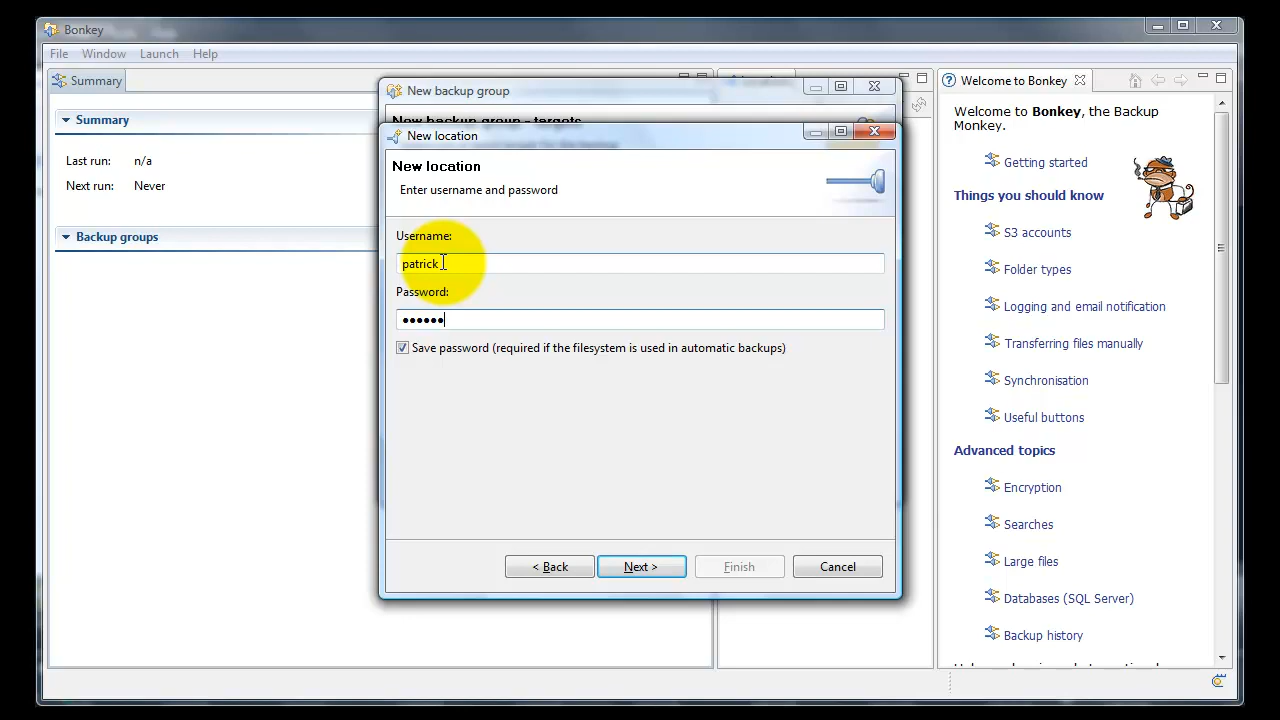 Bonkey
File Window Launch Help
Summary
Summary
Last run: n/a
Next run: Never
Backup groups
New backup group
New backup group - targets
New location
New location
Enter username and password
Username:
patrick
Password:
••••••
Save password (required if the filesystem is used in automatic backups)
< Back
Next >
Finish
Cancel
Welcome to Bonkey
Welcome to Bonkey, the Backup
Monkey.
Getting started
Things you should know
S3 accounts
Folder types
Logging and email notification
Transferring files manually
Synchronisation
Useful buttons
Advanced topics
Encryption
Searches
Large files
Databases (SQL Server)
Backup history